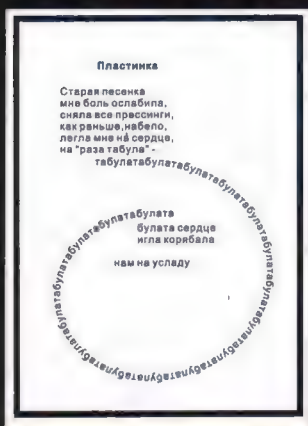 Пластинка
Старая песенка
мне боль ослабила,
сняла все прессинги,
как раньше,набело,
легла мне на́ сердце,
на "раза табула" -
табулатабулатабулатабулатабулатабулатабулатабулатабулатабулатабулатабулатабулатабулатабулатабулатабулата
булата сердце
игла корябала
нам на усладу